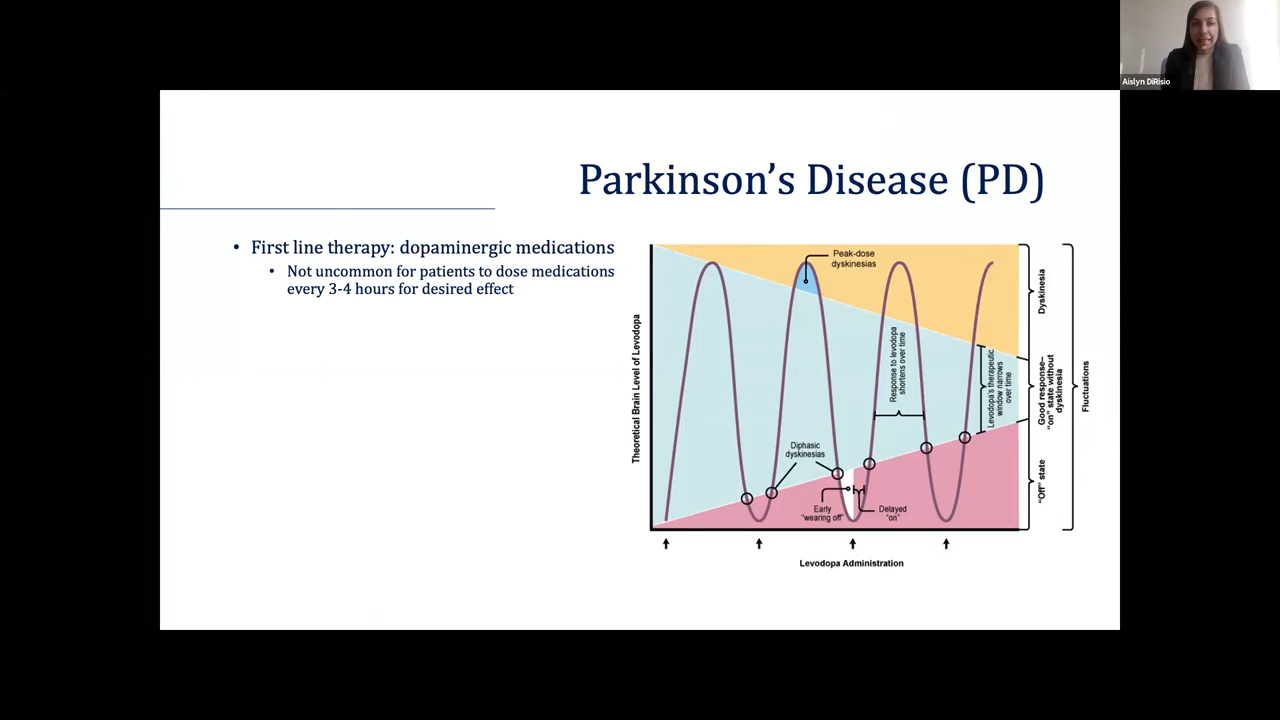 Aislyn DiRisio
Parkinson’s Disease (PD)
• First line therapy: dopaminergic medications
• Not uncommon for patients to dose medications
every 3-4 hours for desired effect
Theoretical Brain Level of Levodopa
Peak-dose
dyskinesias
Response to levodopa
shortens over time
Levodopa's therapeutic
window narrows
over time
Diphasic
dyskinesias
Early
"wearing off"
Delayed
"on"
Levodopa Administration
Dyskinesia
Good response–
"on" state without
dyskinesia
"Off" state
Fluctuations